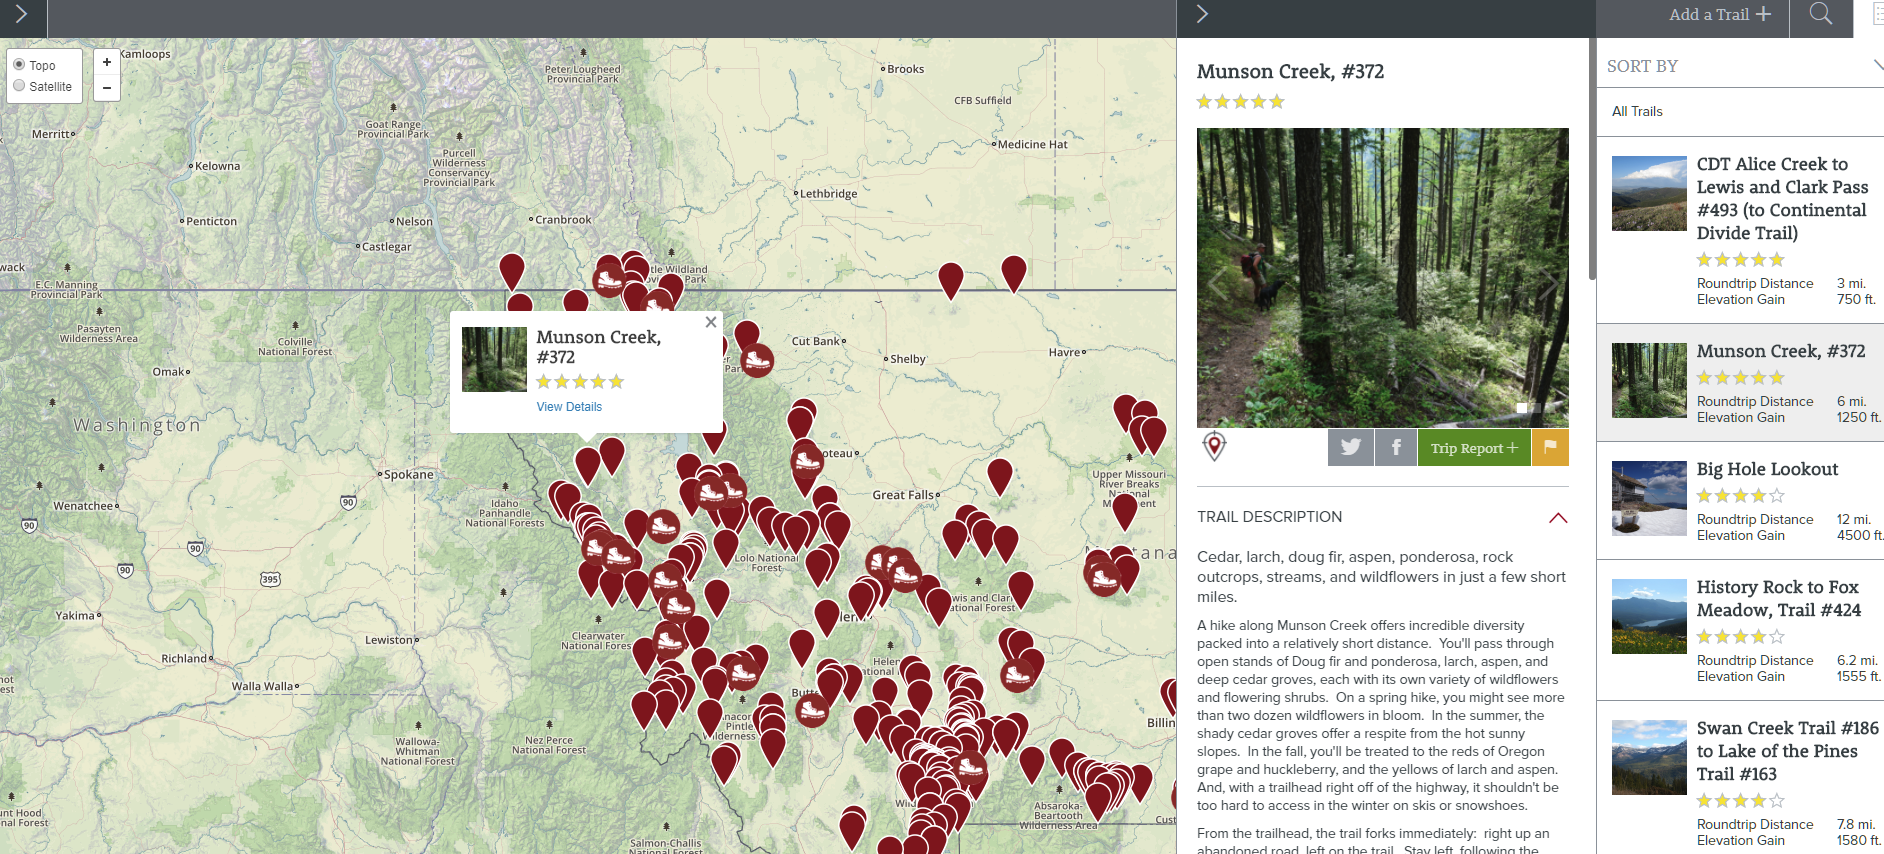 Add a Trail +
Topo
Satellite
+
−
Kamloops
Peter Lougheed
Provincial Park
Brooks
CFB Suffield
Merritt
Goat Range
Provincial Park
Purcell
Wilderness
Conservancy
Provincial Park
Medicine Hat
Kelowna
Lethbridge
Penticton
Nelson
Cranbrook
Castlegar
E.C. Manning
Provincial Park
Pasayten
Wilderness Area
Colville
National Forest
Omak
Cut Bank
Shelby
Havre
Munson Creek,
#372
View Details
Washington
Spokane
Idaho
Panhandle
National Forests
Wenatchee
90
90
90
90
395
Great Falls
Upper Missouri
River Breaks
National
Lolo National
Forest
Yakima
Lewiston
Clearwater
Richland
Walla Walla
Wallowa-
Whitman
National Forest
Nez Perce
National Forest
Pintle
Absaroka-
Beartooth
Wilderness Area
Salmon-Challis
National Forest
Munson Creek, #372
Trip Report +
TRAIL DESCRIPTION
Cedar, larch, doug fir, aspen, ponderosa, rock
outcrops, streams, and wildflowers in just a few short
miles.
A hike along Munson Creek offers incredible diversity
packed into a relatively short distance. You'll pass through
open stands of Doug fir and ponderosa, larch, aspen, and
deep cedar groves, each with its own variety of wildflowers
and flowering shrubs. On a spring hike, you might see more
than two dozen wildflowers in bloom. In the summer, the
shady cedar groves offer a respite from the hot sunny
slopes. In the fall, you'll be treated to the reds of Oregon
grape and huckleberry, and the yellows of larch and aspen.
And, with a trailhead right off of the highway, it shouldn't be
too hard to access in the winter on skis or snowshoes.
From the trailhead, the trail forks immediately: right up an
abandoned road, left on the trail. Stay left, following the
SORT BY
All Trails
CDT Alice Creek to
Lewis and Clark Pass
#493 (to Continental
Divide Trail)
Roundtrip Distance 3 mi.
Elevation Gain 750 ft.
Munson Creek, #372
Roundtrip Distance 6 mi.
Elevation Gain 1250 ft.
Big Hole Lookout
Roundtrip Distance 12 mi.
Elevation Gain 4500 ft.
History Rock to Fox
Meadow, Trail #424
Roundtrip Distance 6.2 mi.
Elevation Gain 1555 ft.
Swan Creek Trail #186
to Lake of the Pines
Trail #163
Roundtrip Distance 7.8 mi.
Elevation Gain 1580 ft.